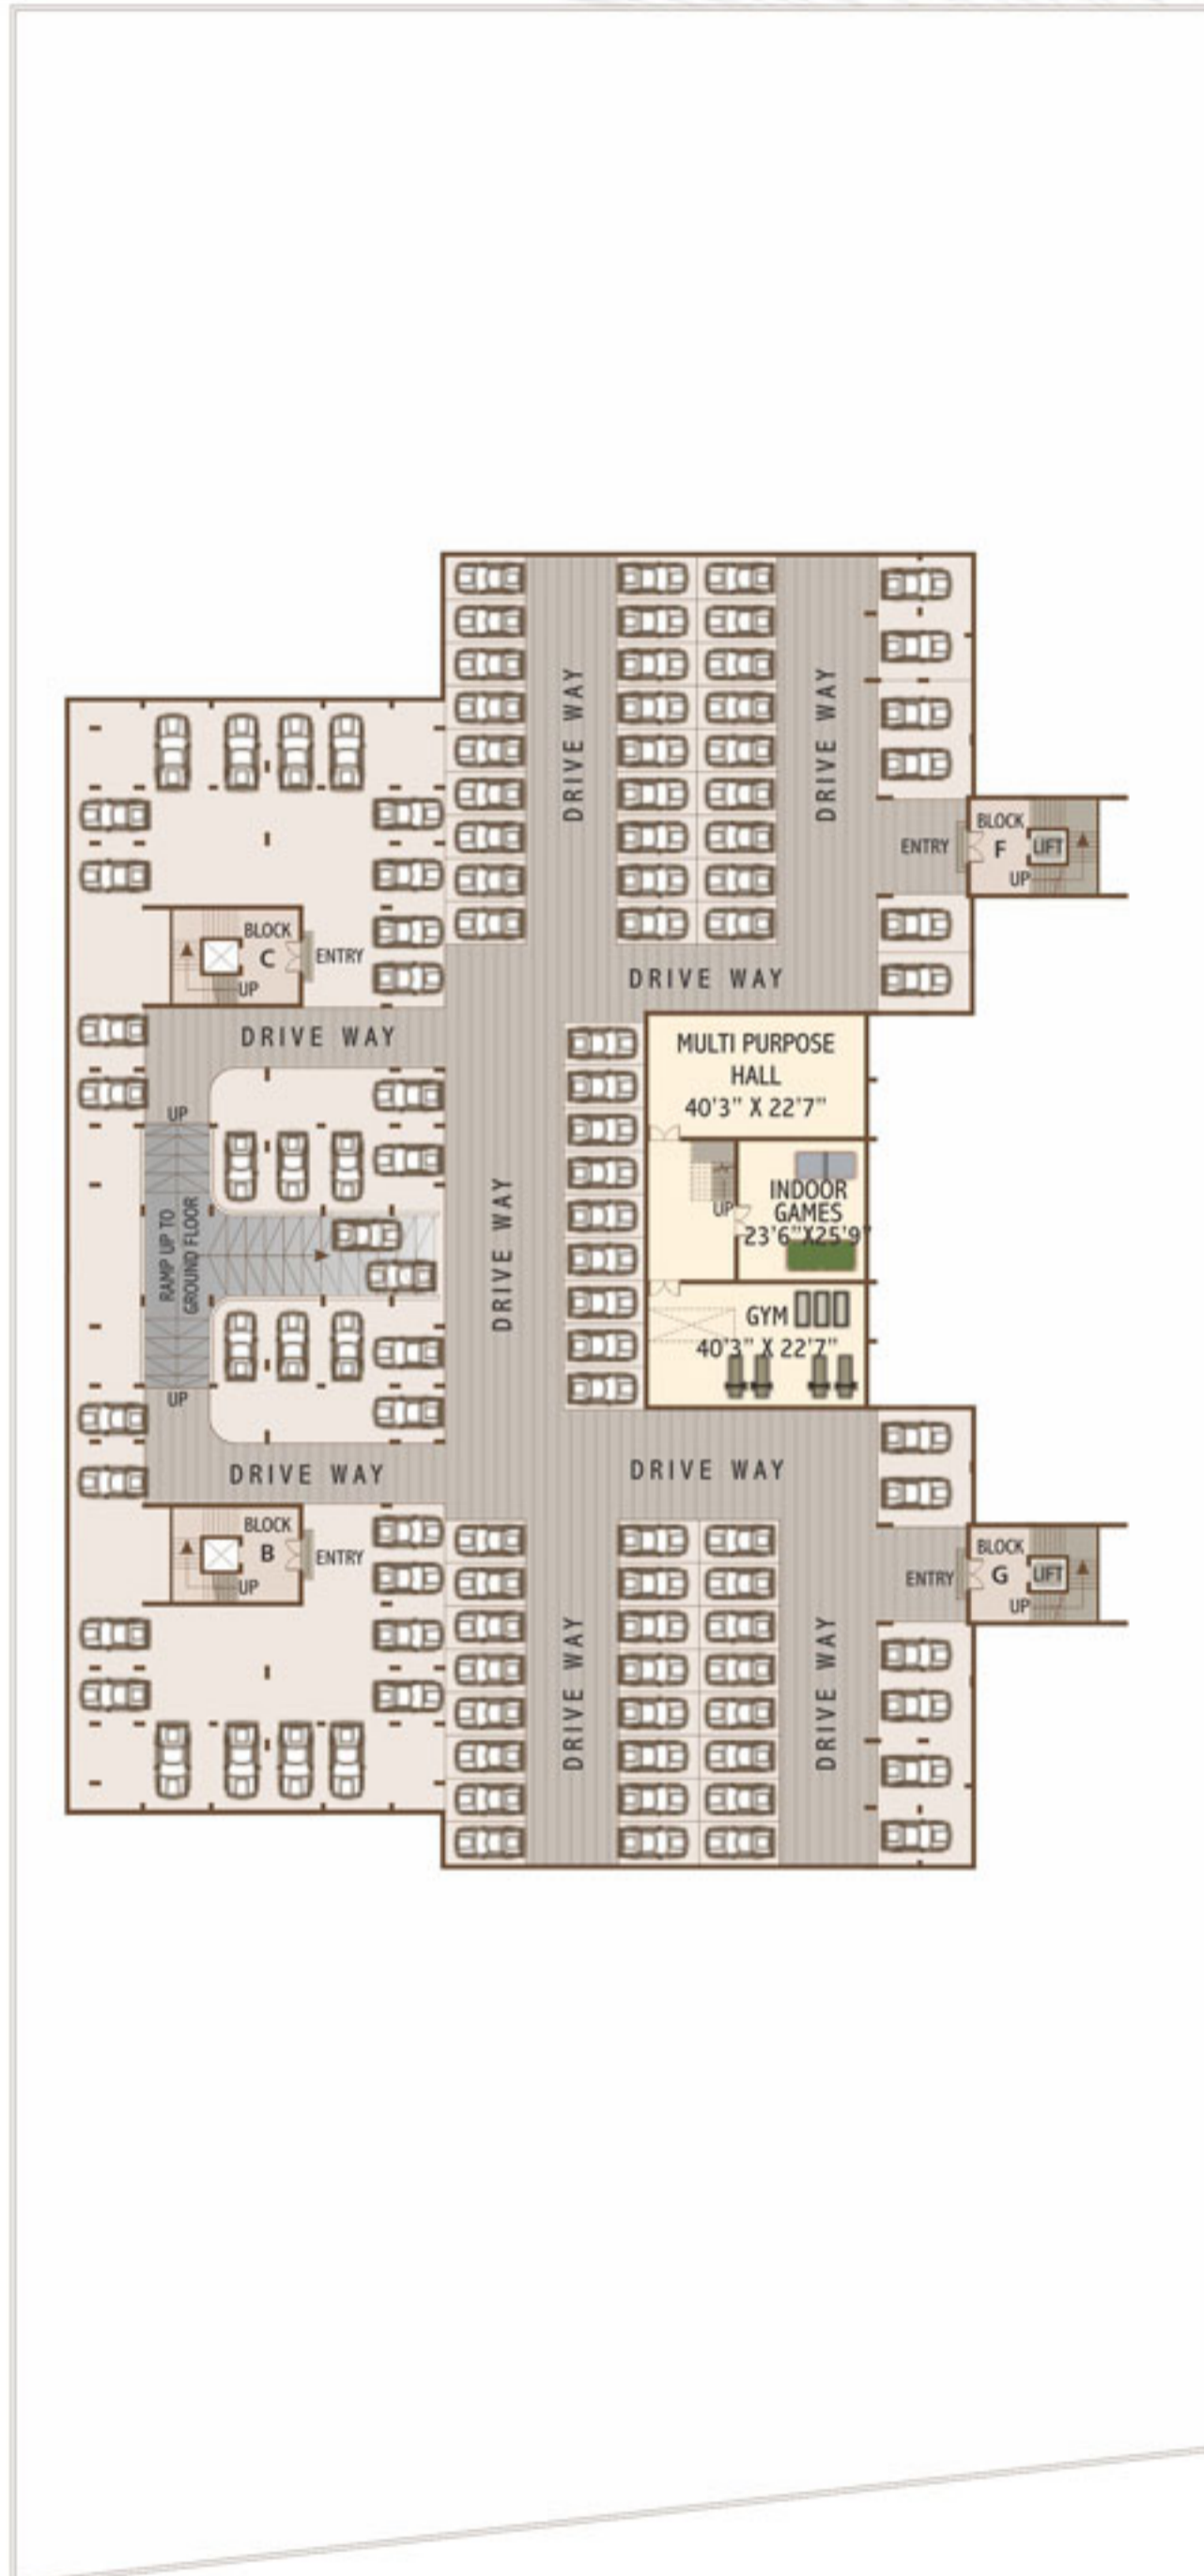 DRIVE WAY
DRIVE WAY
BLOCK
F
LIFT
ENTRY
UP
BLOCK
C
ENTRY
UP
DRIVE WAY
DRIVE WAY
MULTI PURPOSE
HALL
40'3" X 22'7"
UP
RAMP UP TO
GROUND FLOOR
UP
DRIVE WAY
INDOOR
GAMES
23'6"X25'9"
UP
GYM
40'3" X 22'7"
DRIVE WAY
DRIVE WAY
BLOCK
B
ENTRY
UP
BLOCK
G
LIFT
ENTRY
UP
DRIVE WAY
DRIVE WAY